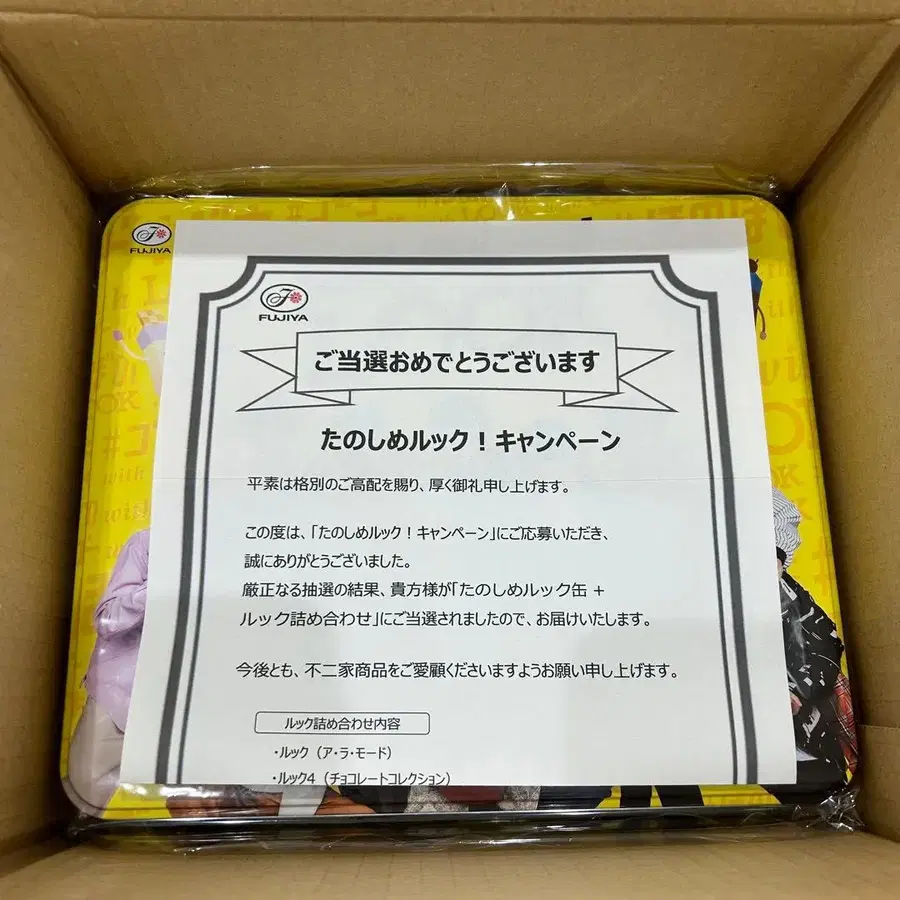 FUJIYA
FUJIYA
ご当選おめでとうございます
たのしめルック！キャンペーン
平素は格別のご高配を賜り、厚く御礼申し上げます。
この度は、「たのしめルック！キャンペーン」にご応募いただき、
誠にありがとうございました。
厳正なる抽選の結果、貴方様が「たのしめルック缶 +
ルック詰め合わせ」にご当選されましたので、お届けいたします。
今後とも、不二家商品をご愛顧くださいますようお願い申し上げます。
ルック詰め合わせ内容
・ルック（ア・ラ・モード）
・ルック4（チョコレートコレクション）
with
with